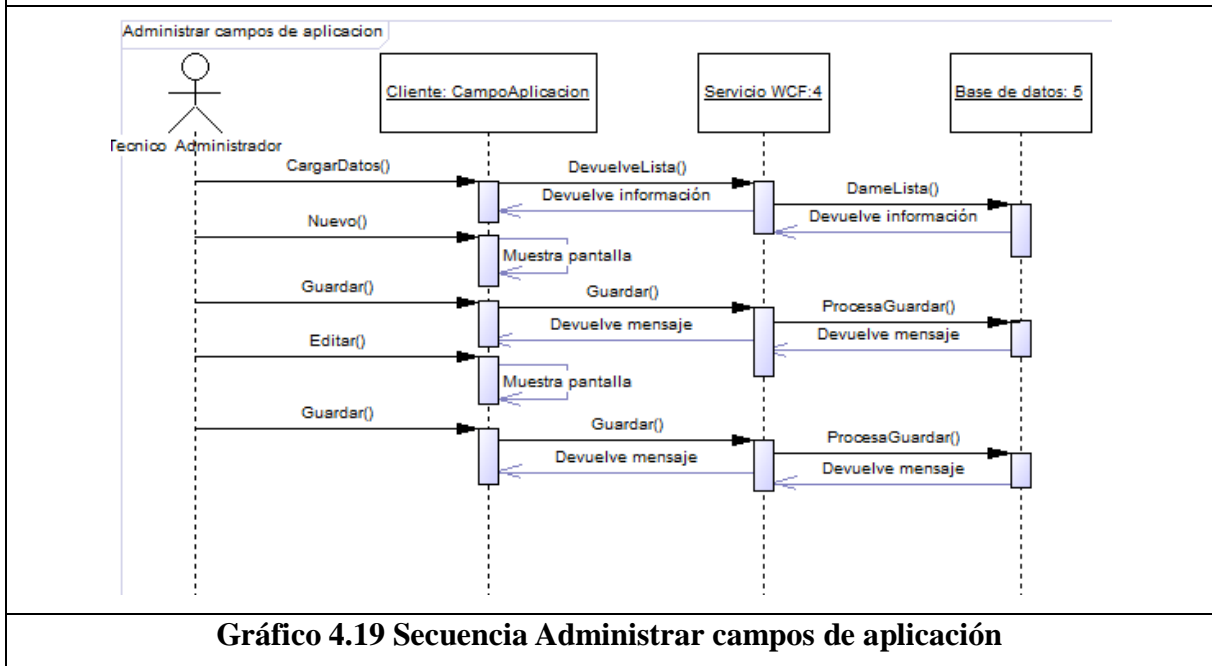 Administrar campos de aplicacion
Cliente: CampoAplicacion
Servicio WCF:4
Base de datos: 5
Tecnico Administrador
CargarDatos()
DevuelveLista()
DameLista()
Devuelve información
Devuelve información
Nuevo()
Muestra pantalla
Guardar()
Guardar()
ProcesaGuardar()
Devuelve mensaje
Devuelve mensaje
Editar()
Muestra pantalla
Guardar()
Guardar()
ProcesaGuardar()
Devuelve mensaje
Devuelve mensaje
Gráfico 4.19 Secuencia Administrar campos de aplicación